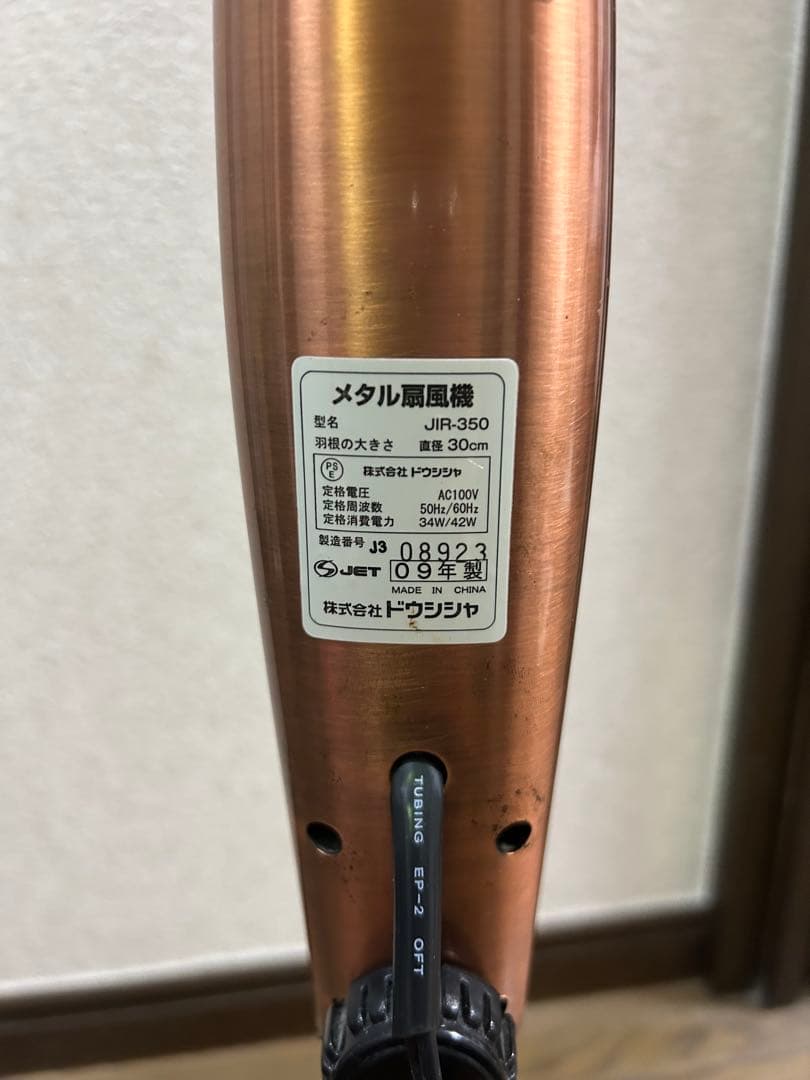 メタル扇風機
型名 JIR-350
羽根の大きさ 直径 30cm
PS E 株式会社 ドウシシャ
定格電圧 AC100V
定格周波数 50Hz/60Hz
定格消費電力 34W/42W
製造番号 J3 08923
JET 09年製
MADE IN CHINA
株式会社 ドウシシャ
TUBING EP-2 OFT